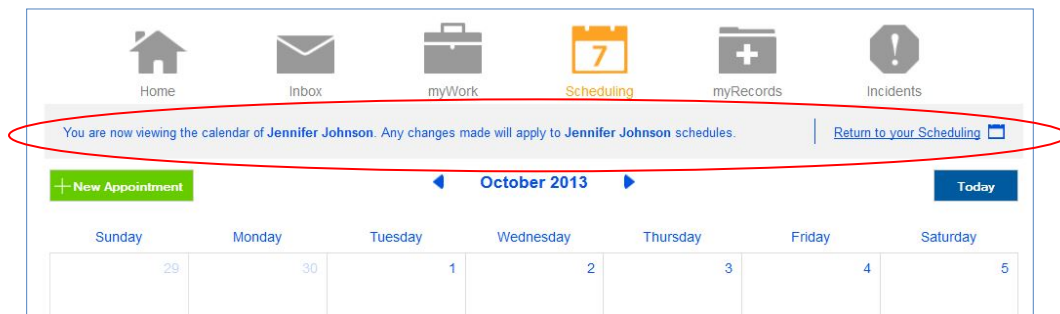 7
Home Inbox myWork Scheduling myRecords Incidents
You are now viewing the calendar of Jennifer Johnson. Any changes made will apply to Jennifer Johnson schedules. Return to your Scheduling
+ New Appointment October 2013 Today
Sunday Monday Tuesday Wednesday Thursday Friday Saturday
29 30 1 2 3 4 5